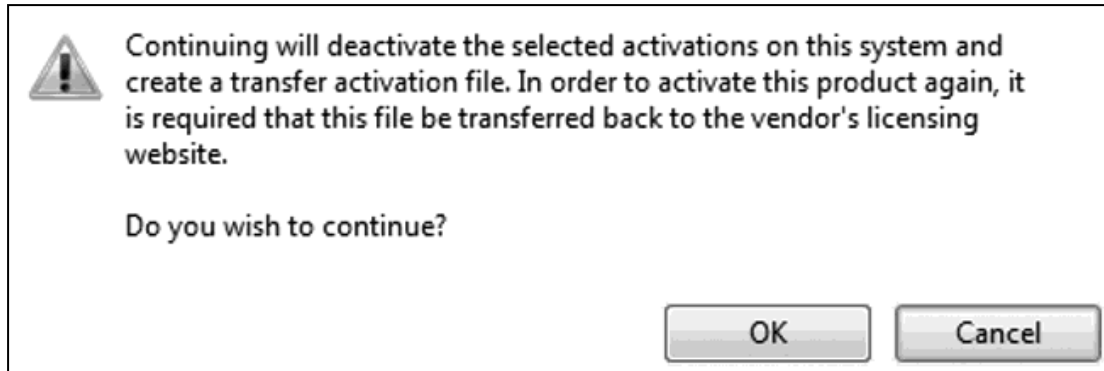 Continuing will deactivate the selected activations on this system and
create a transfer activation file. In order to activate this product again, it
is required that this file be transferred back to the vendor's licensing
website.
Do you wish to continue?
OK
Cancel